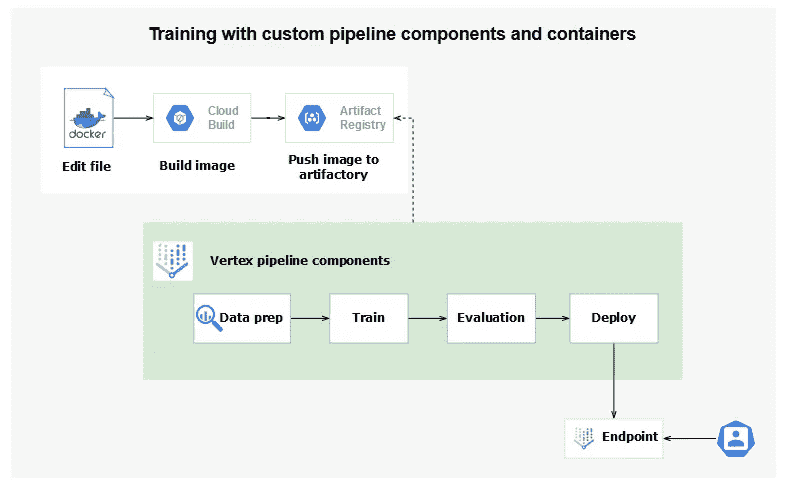 Training with custom pipeline components and containers
docker
Cloud
Build
Artifact
Registry
Edit file
Build image
Push image to
artifactory
Vertex pipeline components
Data prep
Train
Evaluation
Deploy
Endpoint